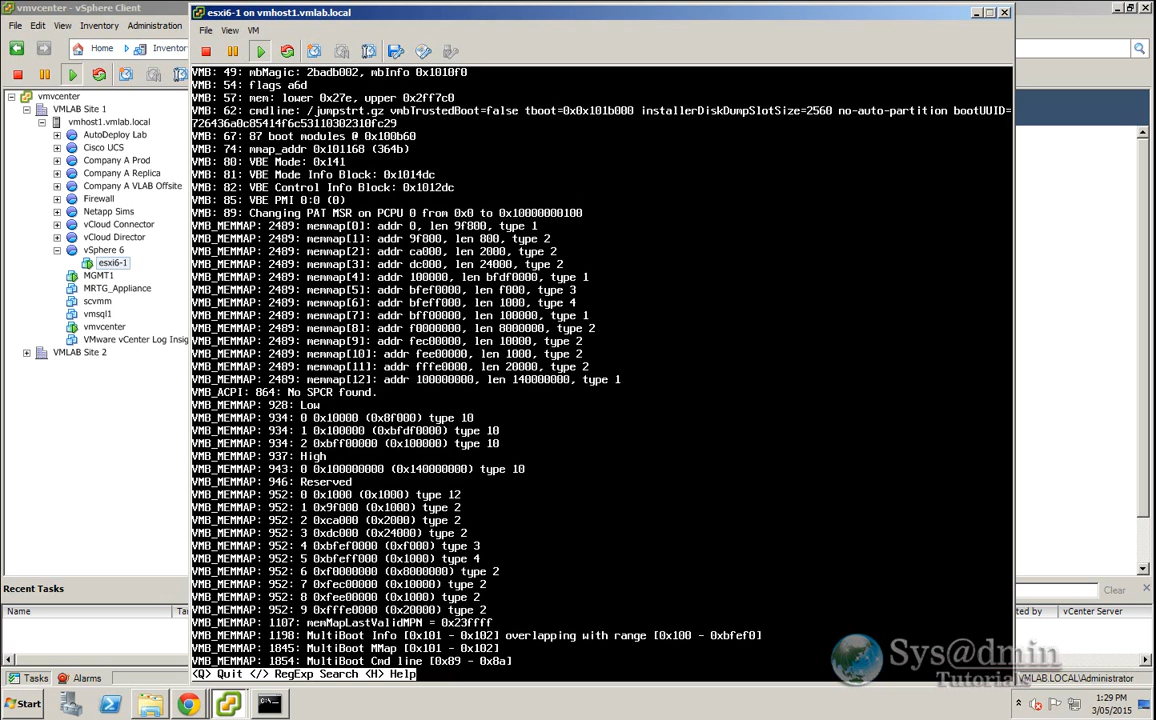 vmvcenter - vSphere Client
File Edit View Inventory Administration
Home Inventor
vmvcenter
VMLAB Site 1
vmhost1.vmlab.local
AutoDeploy Lab
Cisco UCS
Company A Prod
Company A Replica
Company A VLAB Offsite
Firewall
Netapp Sims
vCloud Connector
vCloud Director
vSphere 6
esxi6-1
MGMT1
MRTG_Appliance
scvmm
vmsql1
vmvcenter
VMware vCenter Log Insig
VMLAB Site 2
esxi6-1 on vmhost1.vmlab.local
File View VM
VMB: 49: mbMagic: 2badb002, mbInfo 0x1010f0
VMB: 54: flags a6d
VMB: 57: mem: lower 0x27e, upper 0x2ff7c0
VMB: 62: cmdline: /jumpstrt.gz vmbTrustedBoot=false tboot=0x0x101b000 installerDiskDumpSlotSize=2560 no-auto-partition bootUUID=
726436a0c85414f6c53110302310fc29
VMB: 67: 87 boot modules @ 0x100b60
VMB: 74: mmap_addr 0x101168 (364b)
VMB: 80: VBE Mode: 0x141
VMB: 81: VBE Mode Info Block: 0x1014dc
VMB: 82: VBE Control Info Block: 0x1012dc
VMB: 85: VBE PMI 0:0 (0)
VMB: 89: Changing PAT MSR on PCPU 0 from 0x0 to 0x10000000100
VMB_MEMMAP: 2489: memmap[0]: addr 0, len 9f800, type 1
VMB_MEMMAP: 2489: memmap[1]: addr 9f800, len 800, type 2
VMB_MEMMAP: 2489: memmap[2]: addr ca000, len 2000, type 2
VMB_MEMMAP: 2489: memmap[3]: addr dc000, len 24000, type 2
VMB_MEMMAP: 2489: memmap[4]: addr 100000, len bfdf0000, type 1
VMB_MEMMAP: 2489: memmap[5]: addr bfef0000, len f000, type 3
VMB_MEMMAP: 2489: memmap[6]: addr bfeff000, len 1000, type 4
VMB_MEMMAP: 2489: memmap[7]: addr bff00000, len 100000, type 1
VMB_MEMMAP: 2489: memmap[8]: addr f0000000, len 8000000, type 2
VMB_MEMMAP: 2489: memmap[9]: addr fec00000, len 10000, type 2
VMB_MEMMAP: 2489: memmap[10]: addr fee00000, len 1000, type 2
VMB_MEMMAP: 2489: memmap[11]: addr fffe0000, len 20000, type 2
VMB_MEMMAP: 2489: memmap[12]: addr 100000000, len 140000000, type 1
VMB_ACPI: 864: No SPCR found.
VMB_MEMMAP: 928: Low
VMB_MEMMAP: 934: 0 0x10000 (0x8f000) type 10
VMB_MEMMAP: 934: 1 0x100000 (0xbfdf0000) type 10
VMB_MEMMAP: 934: 2 0xbff00000 (0x100000) type 10
VMB_MEMMAP: 937: High
VMB_MEMMAP: 943: 0 0x100000000 (0x140000000) type 10
VMB_MEMMAP: 946: Reserved
VMB_MEMMAP: 952: 0 0x1000 (0x1000) type 12
VMB_MEMMAP: 952: 1 0x9f000 (0x1000) type 2
VMB_MEMMAP: 952: 2 0xca000 (0x2000) type 2
VMB_MEMMAP: 952: 3 0xdc000 (0x24000) type 2
VMB_MEMMAP: 952: 4 0xbfef0000 (0xf000) type 3
VMB_MEMMAP: 952: 5 0xbfeff000 (0x1000) type 4
VMB_MEMMAP: 952: 6 0xf0000000 (0x8000000) type 2
VMB_MEMMAP: 952: 7 0xfec00000 (0x10000) type 2
VMB_MEMMAP: 952: 8 0xfee00000 (0x1000) type 2
VMB_MEMMAP: 952: 9 0xfffe0000 (0x20000) type 2
VMB_MEMMAP: 1107: memMapLastValidMPN = 0x23ffff
VMB_MEMMAP: 1198: MultiBoot Info [0x101 - 0x102] overlapping with range [0x100 - 0xbfef0]
VMB_MEMMAP: 1845: MultiBoot MMap [0x101 - 0x102]
VMB_MEMMAP: 1854: MultiBoot Cmd line [0x89 - 0x8a]
<Q> Quit </> RegExp Search <H> Help
Recent Tasks
Clear
Name Ta ted by vCenter Server
Tasks Alarms VMLAB.LOCAL\Administrator
Sys@dmin
Tutorials
Start
1:29 PM
3/05/2015